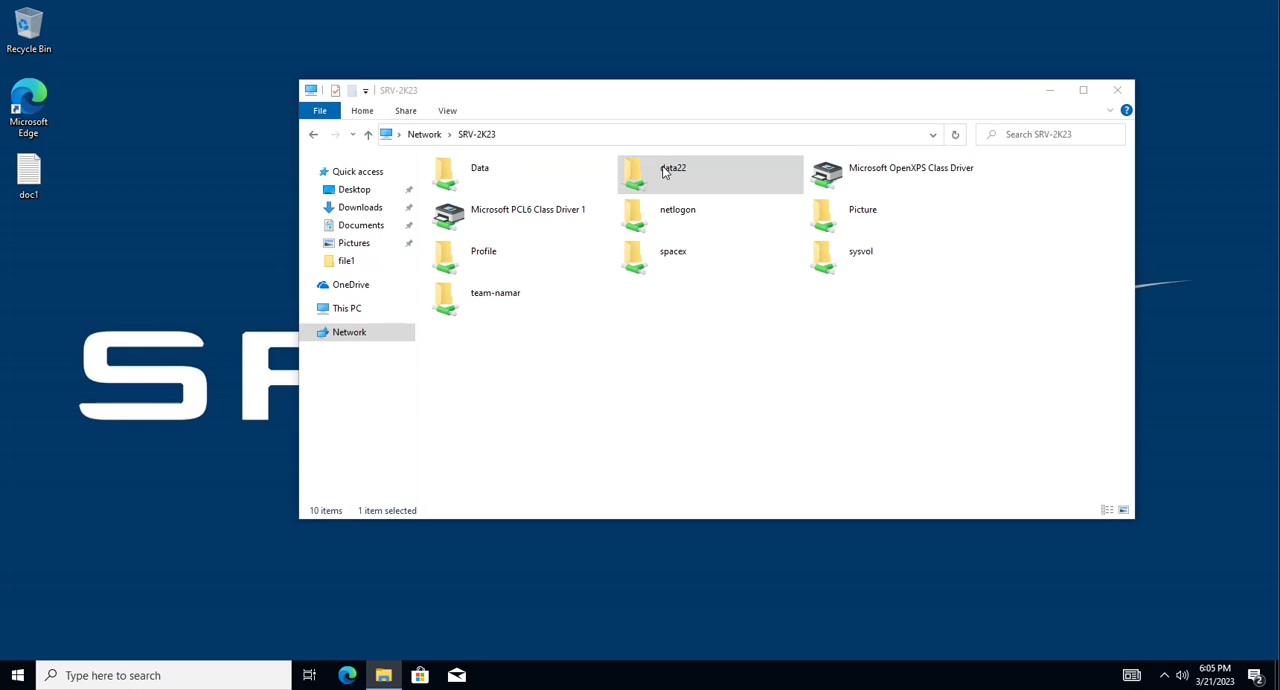 Recycle Bin
Microsoft
Edge
doc1
SRV-2K23
File
Home
Share
View
Network
SRV-2K23
Search SRV-2K23
Quick access
Desktop
Downloads
Documents
Pictures
file1
OneDrive
This PC
Network
Data
data22
Microsoft OpenXPS Class Driver
Microsoft PCL6 Class Driver 1
netlogon
Picture
Profile
spacex
sysvol
team-namar
10 items
1 item selected
Type here to search
6:05 PM
3/21/2023
2